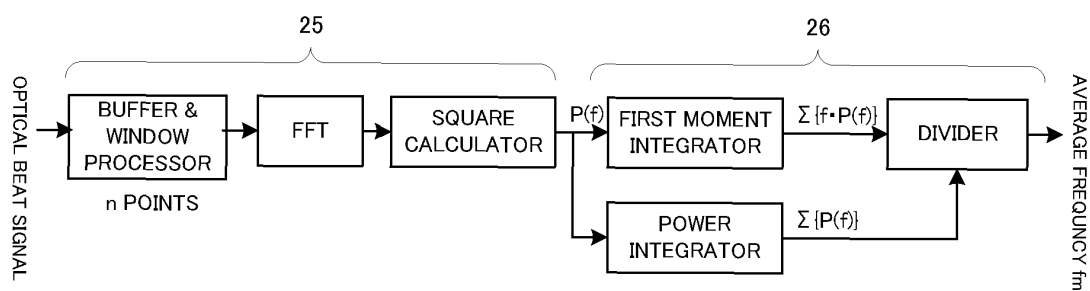 25
26
OPTICAL BEAT SIGNAL
BUFFER &
WINDOW
PROCESSOR
n POINTS
FFT
SQUARE
CALCULATOR
P(f)
FIRST MOMENT
INTEGRATOR
Σ{f・P(f)}
DIVIDER
POWER
INTEGRATOR
Σ{P(f)}
AVERAGE FREQUNCY fm